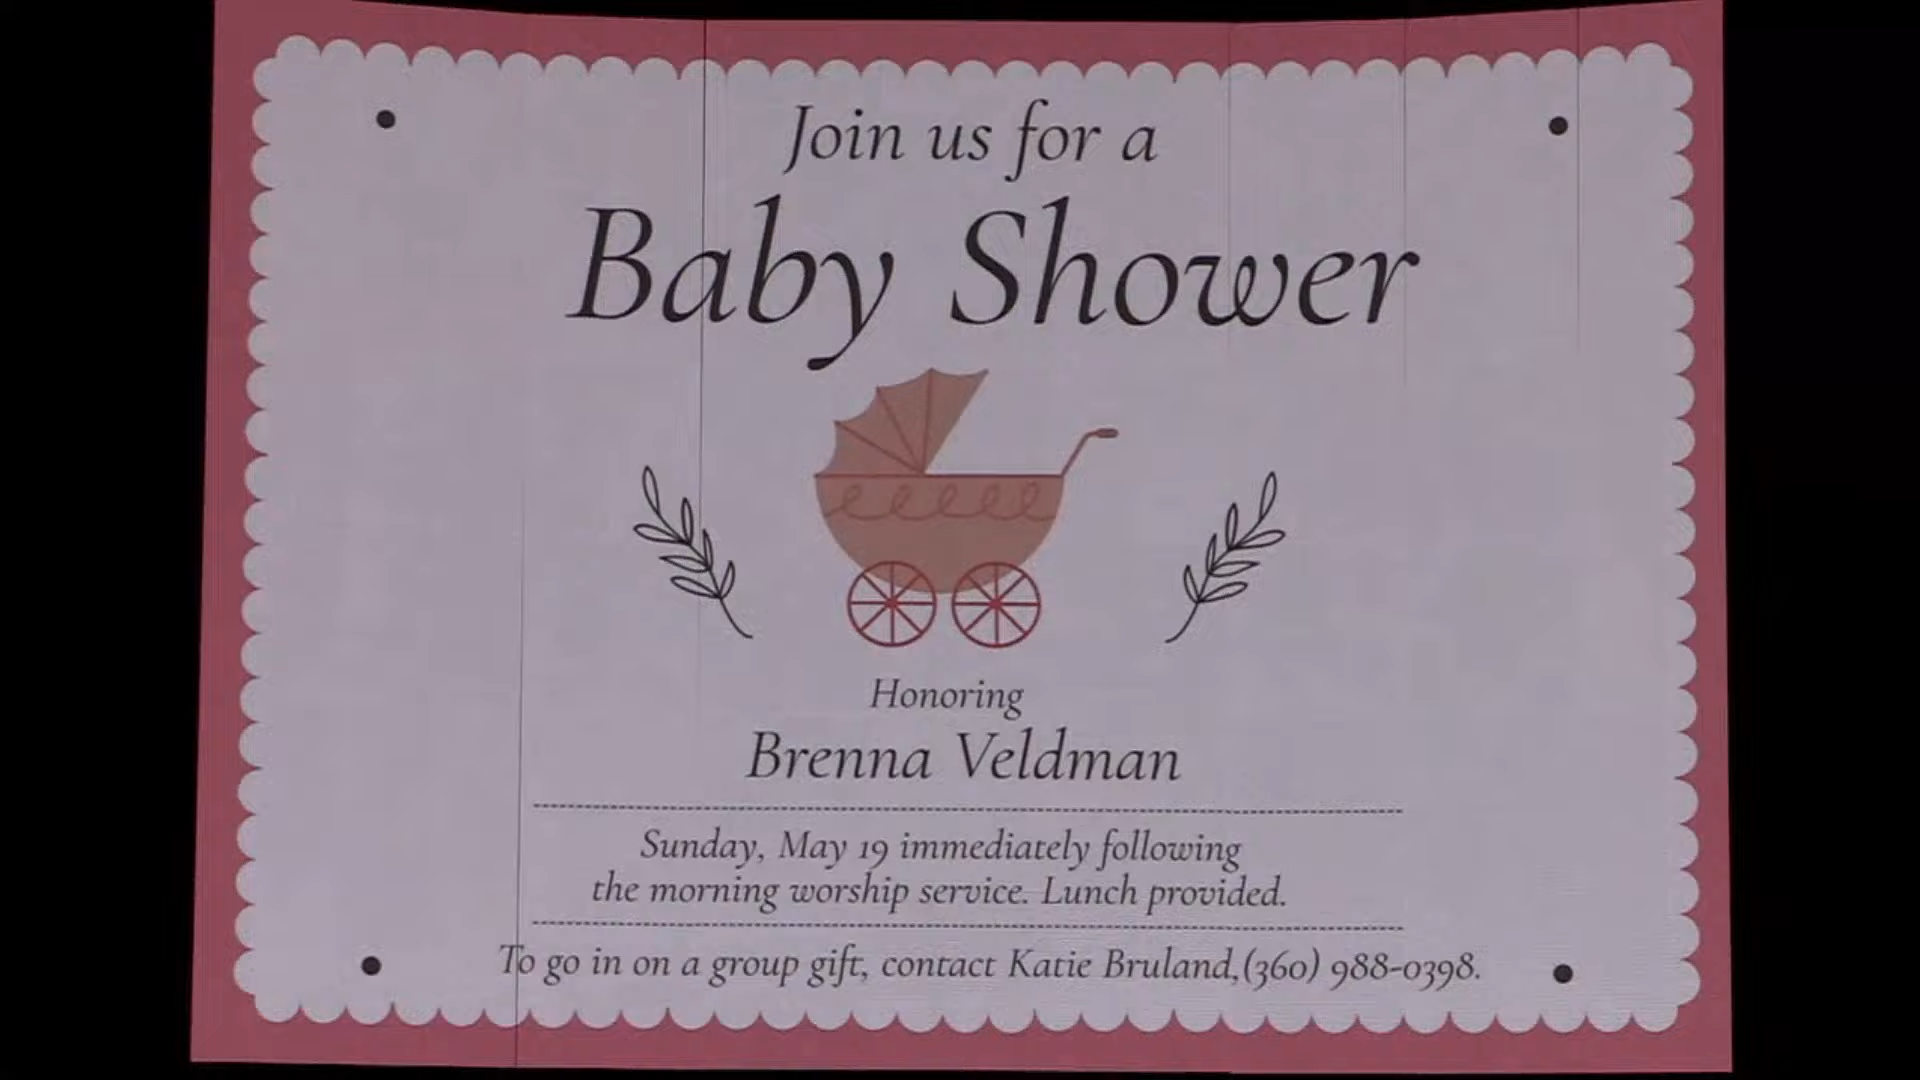 Join us for a
Baby Shower
Honoring
Brenna Veldman
Sunday, May 19 immediately following
the morning worship service. Lunch provided.
To go in on a group gift, contact Katie Bruland,(360) 988-0398.